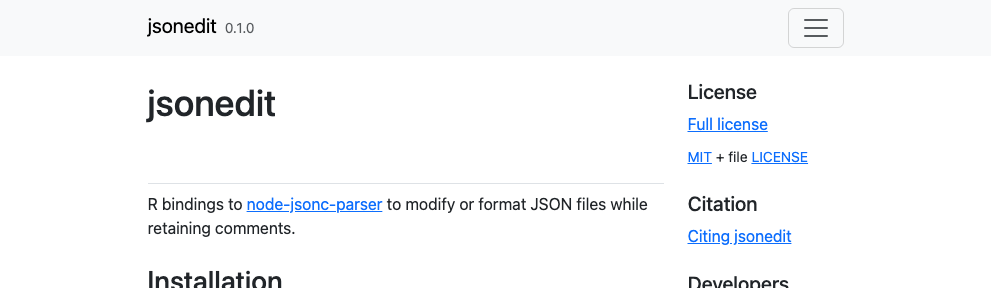 jsonedit 0.1.0
jsonedit
R bindings to node-jsonc-parser to modify or format JSON files while
retaining comments.
Installation
License
Full license
MIT + file LICENSE
Citation
Citing jsonedit
Developers